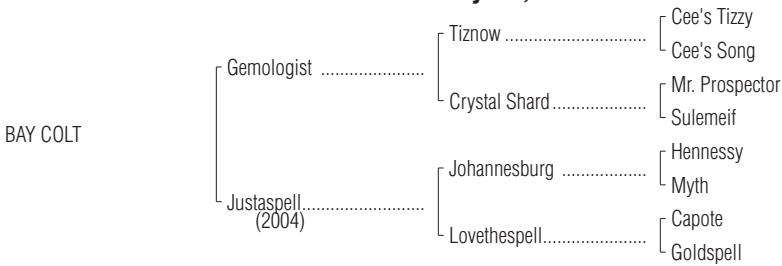 Cee's Tizzy
Tiznow ..............................
Cee's Song
Gemologist ......................
Mr. Prospector
Crystal Shard....................
Sulemeif
BAY COLT
Hennessy
Johannesburg ..................
Myth
Justaspell..........................
(2004)
Capote
Lovethespell......................
Goldspell